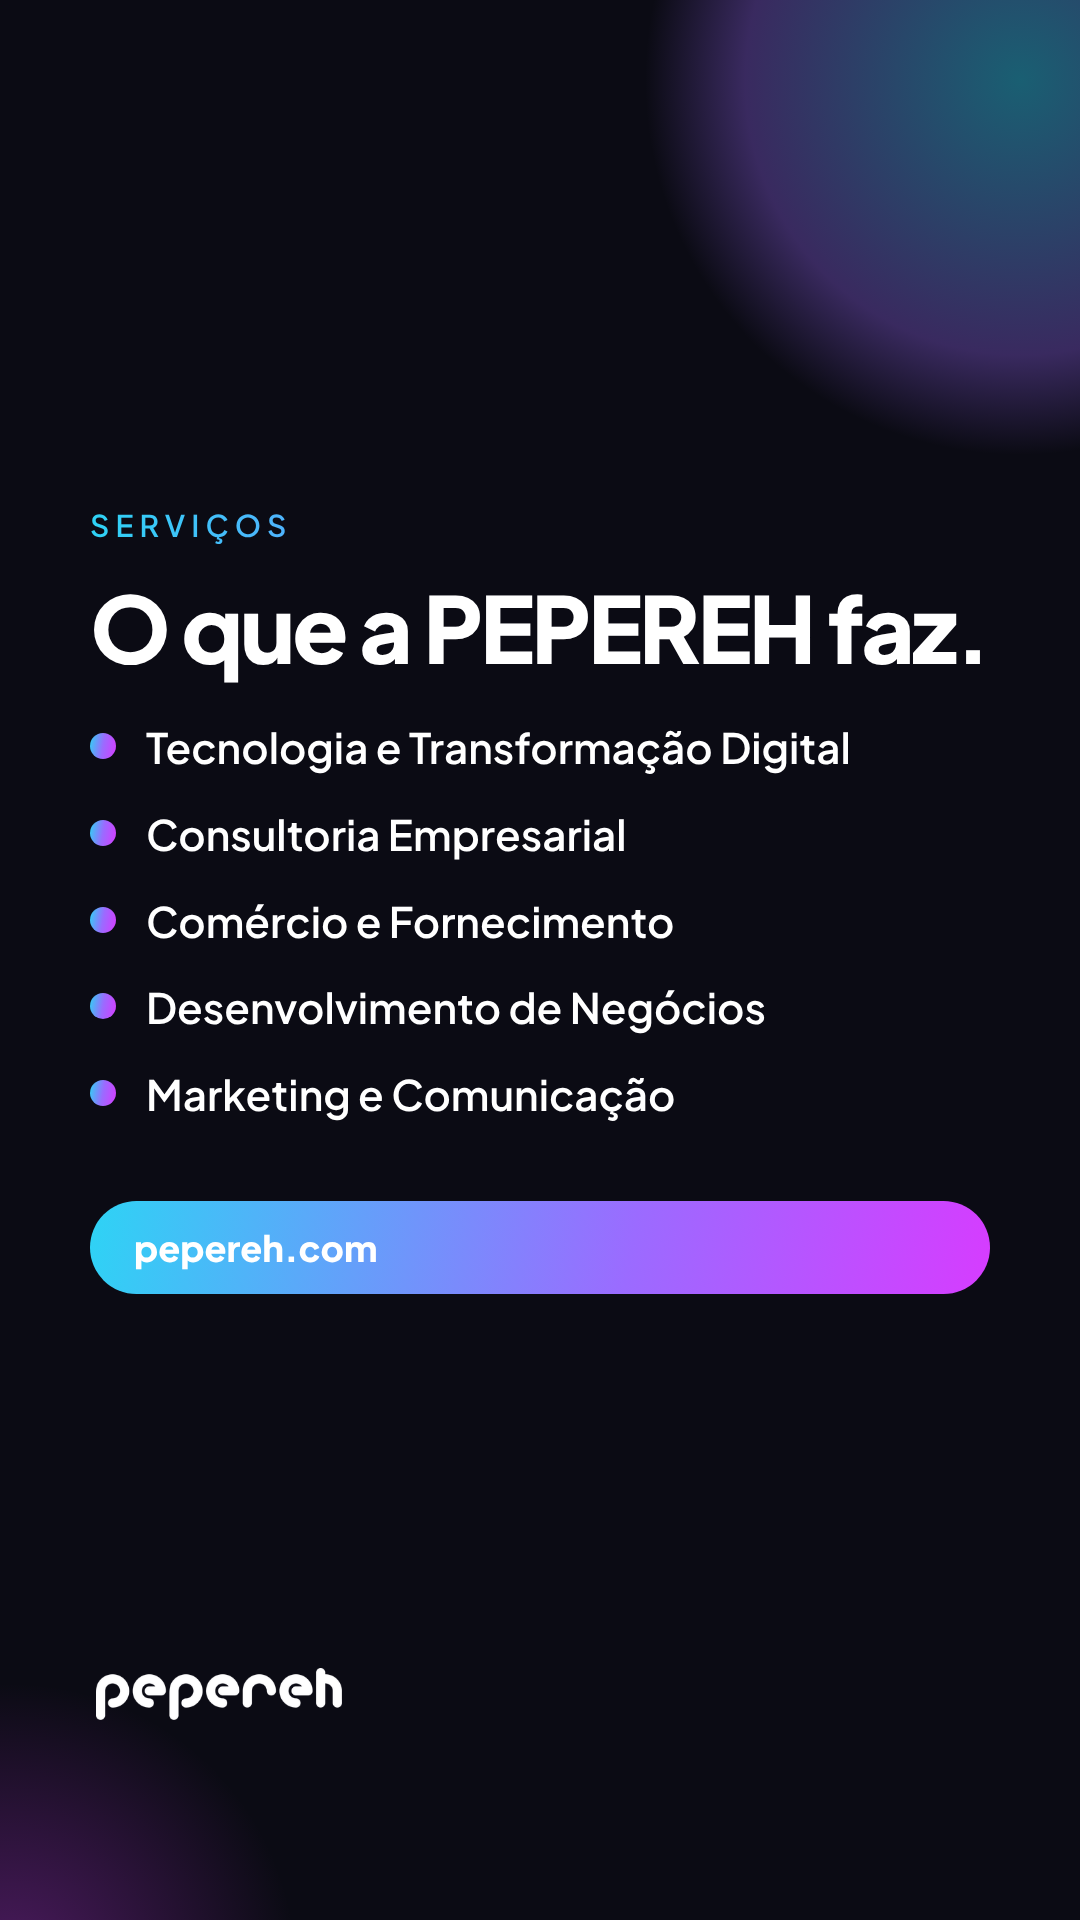 SERVIÇOS
O que a PEPEREH faz.
Tecnologia e Transformação Digital
Consultoria Empresarial
Comércio e Fornecimento
Desenvolvimento de Negócios
Marketing e Comunicação
pepereh.com
pepereh